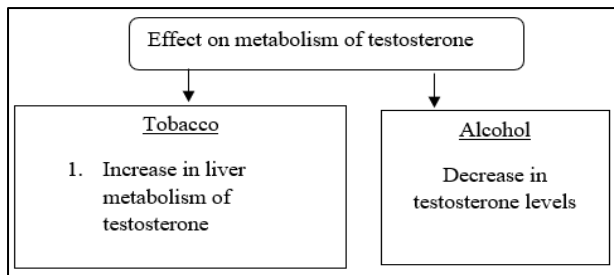 Effect on metabolism of testosterone
Tobacco
1. Increase in liver
metabolism of
testosterone
Alcohol
Decrease in
testosterone levels